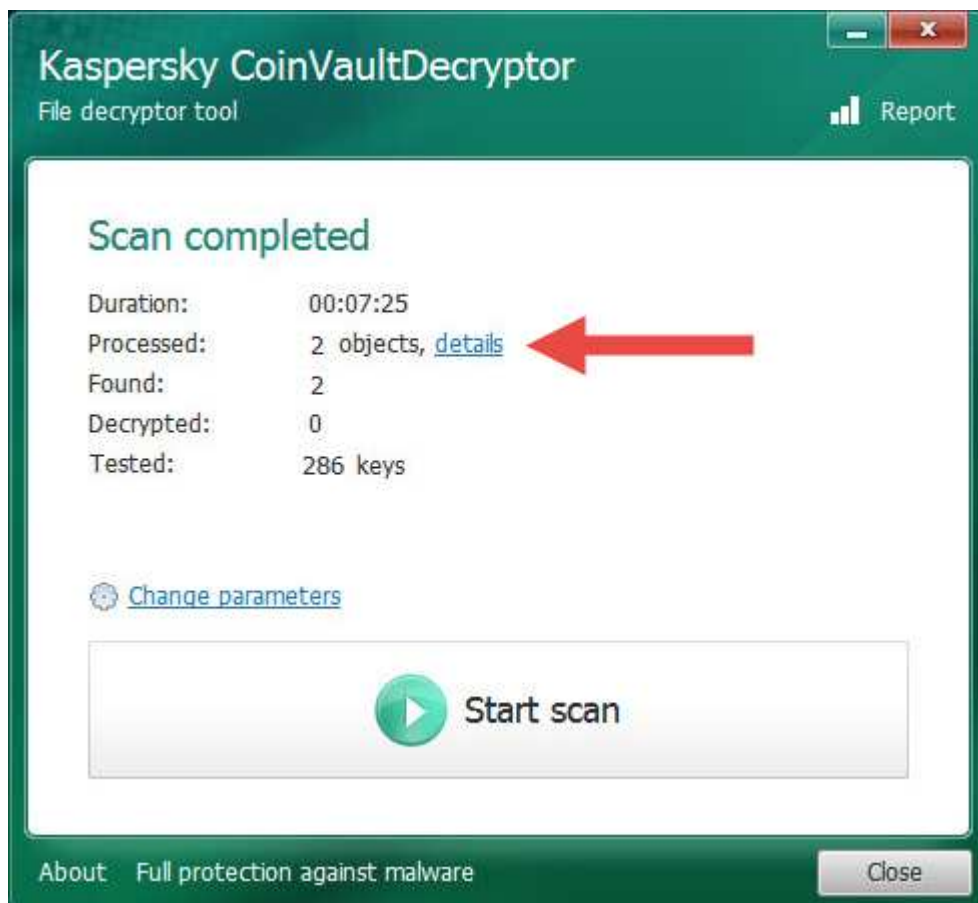 Kaspersky CoinVaultDecryptor
File decryptor tool
Report
Scan completed
Duration: 00:07:25
Processed: 2 objects, details
Found: 2
Decrypted: 0
Tested: 286 keys
Change parameters
Start scan
About Full protection against malware Close